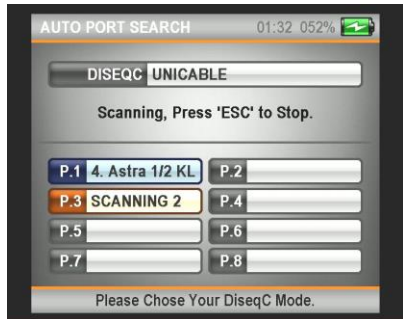 AUTO PORT SEARCH 01:32 052%
DISEQC UNICABLE
Scanning, Press 'ESC' to Stop.
P.1 4. Astra 1/2 KL P.2
P.3 SCANNING 2 P.4
P.5 P.6
P.7 P.8
Please Chose Your DiseqC Mode.